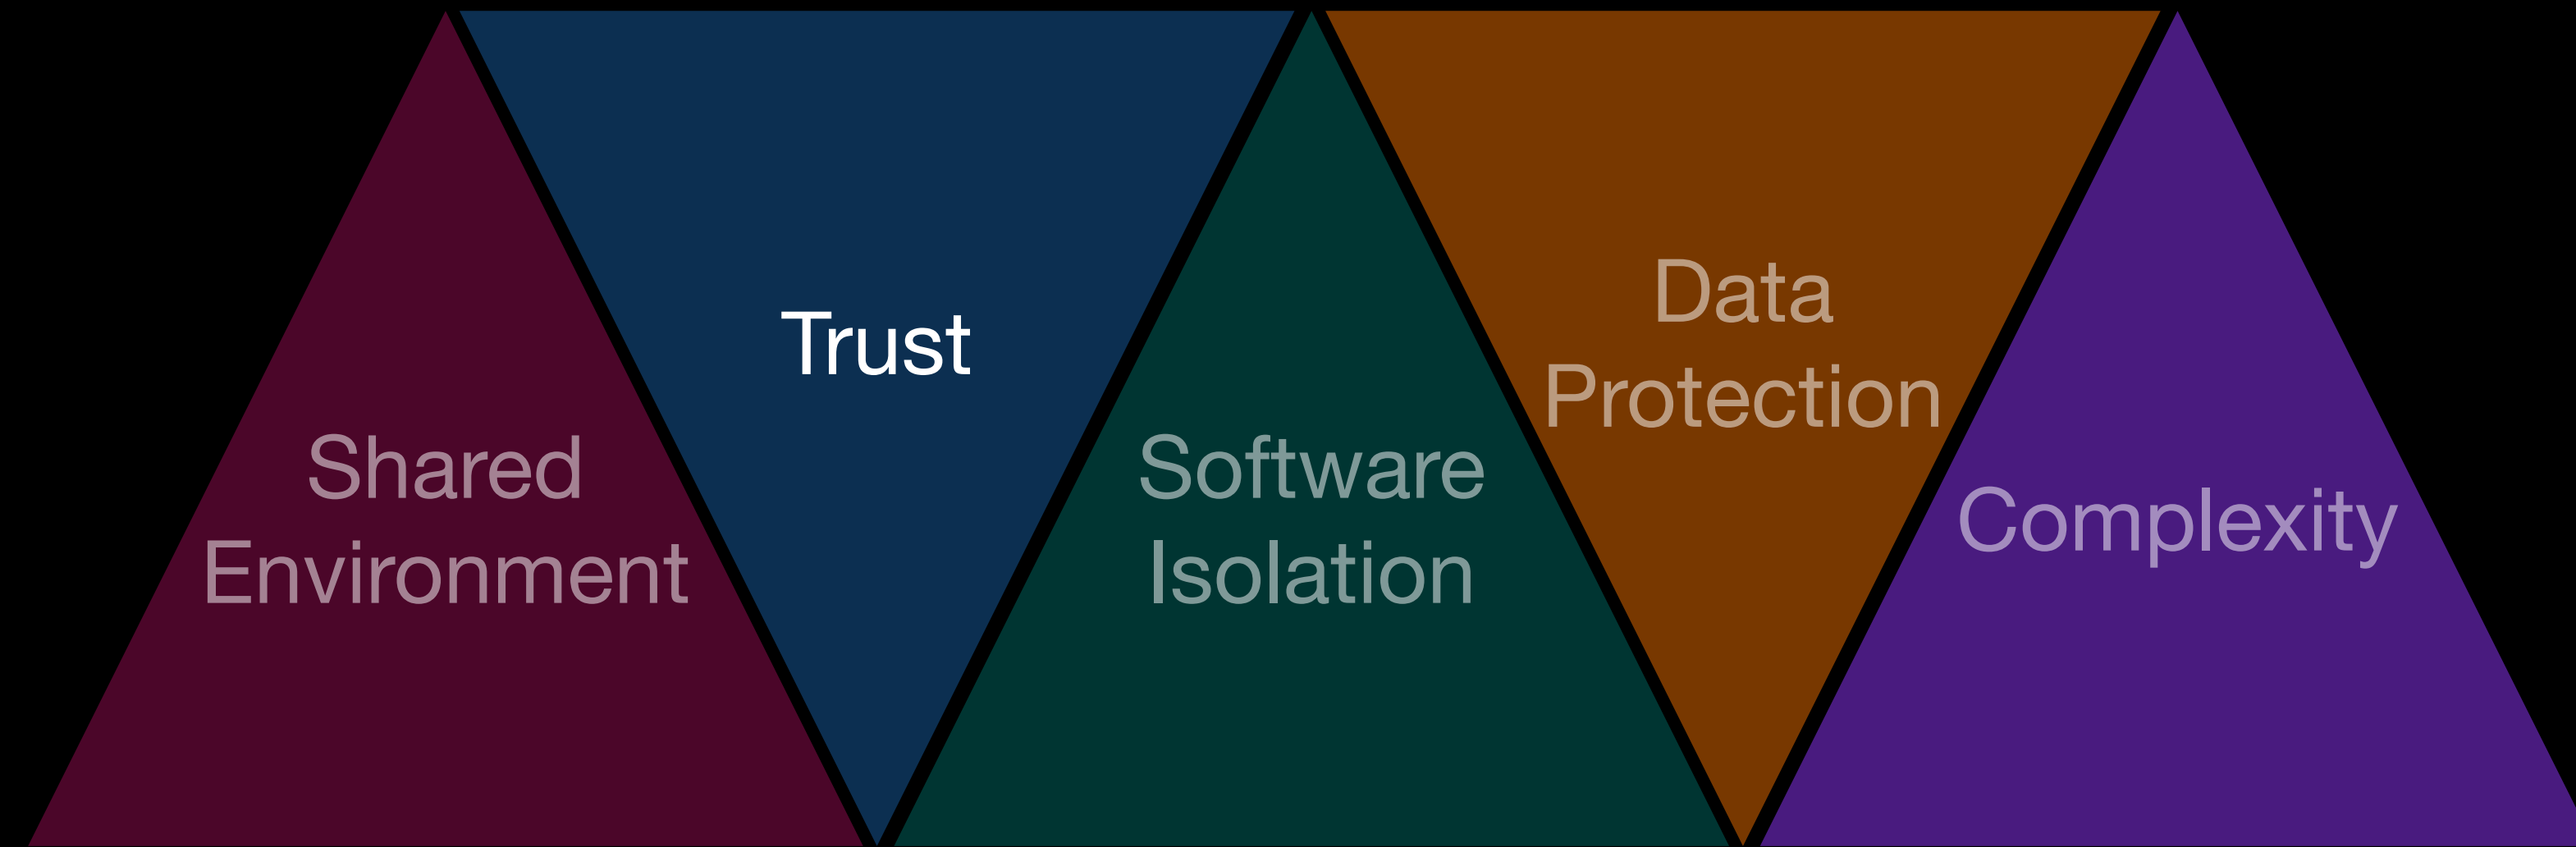 Shared
Environment
Trust
Software
Isolation
Data
Protection
Complexity